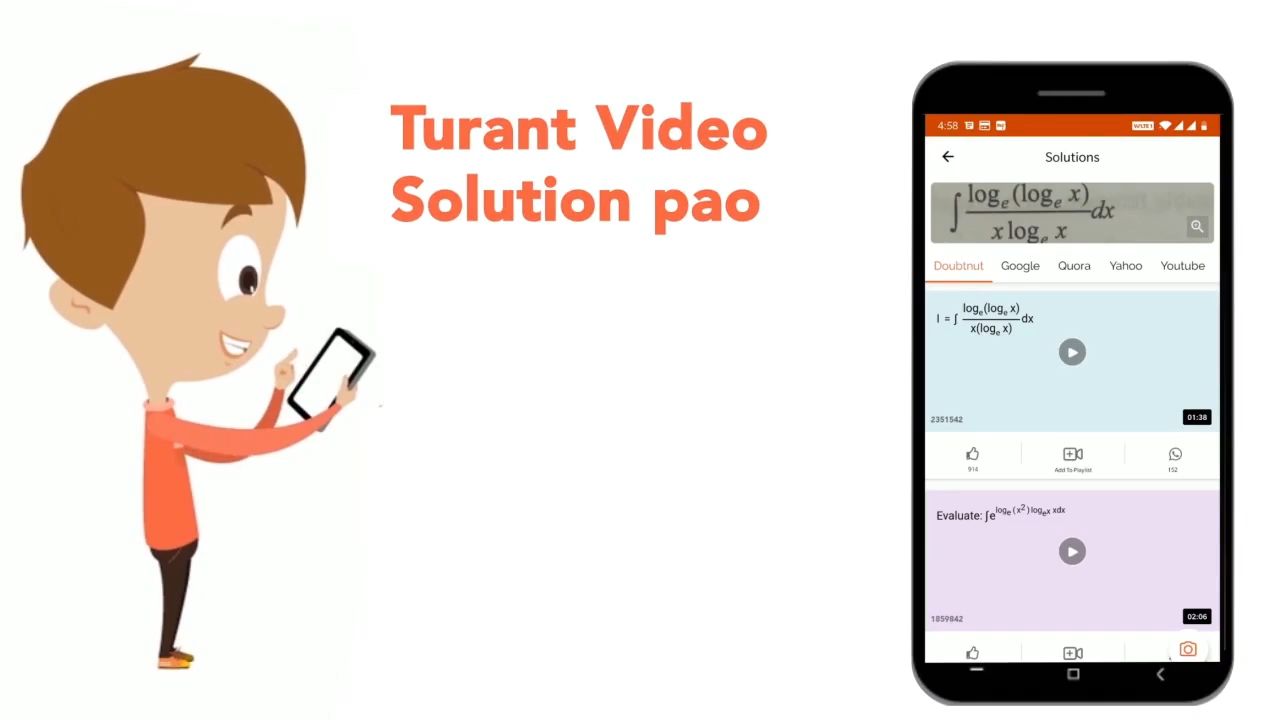 Turant Video
Solution pao
4:58
VoLTE1
Solutions
∫ logₑ(logₑ x) / x logₑ x dx
Doubtnut Google Quora Yahoo Youtube
I = ∫ logₑ(logₑ x) / x(logₑ x) dx
2351542 01:38
914 Add To Playlist 152
Evaluate: ∫e^logₑ(x²)logₑx xdx
1859842 02:06